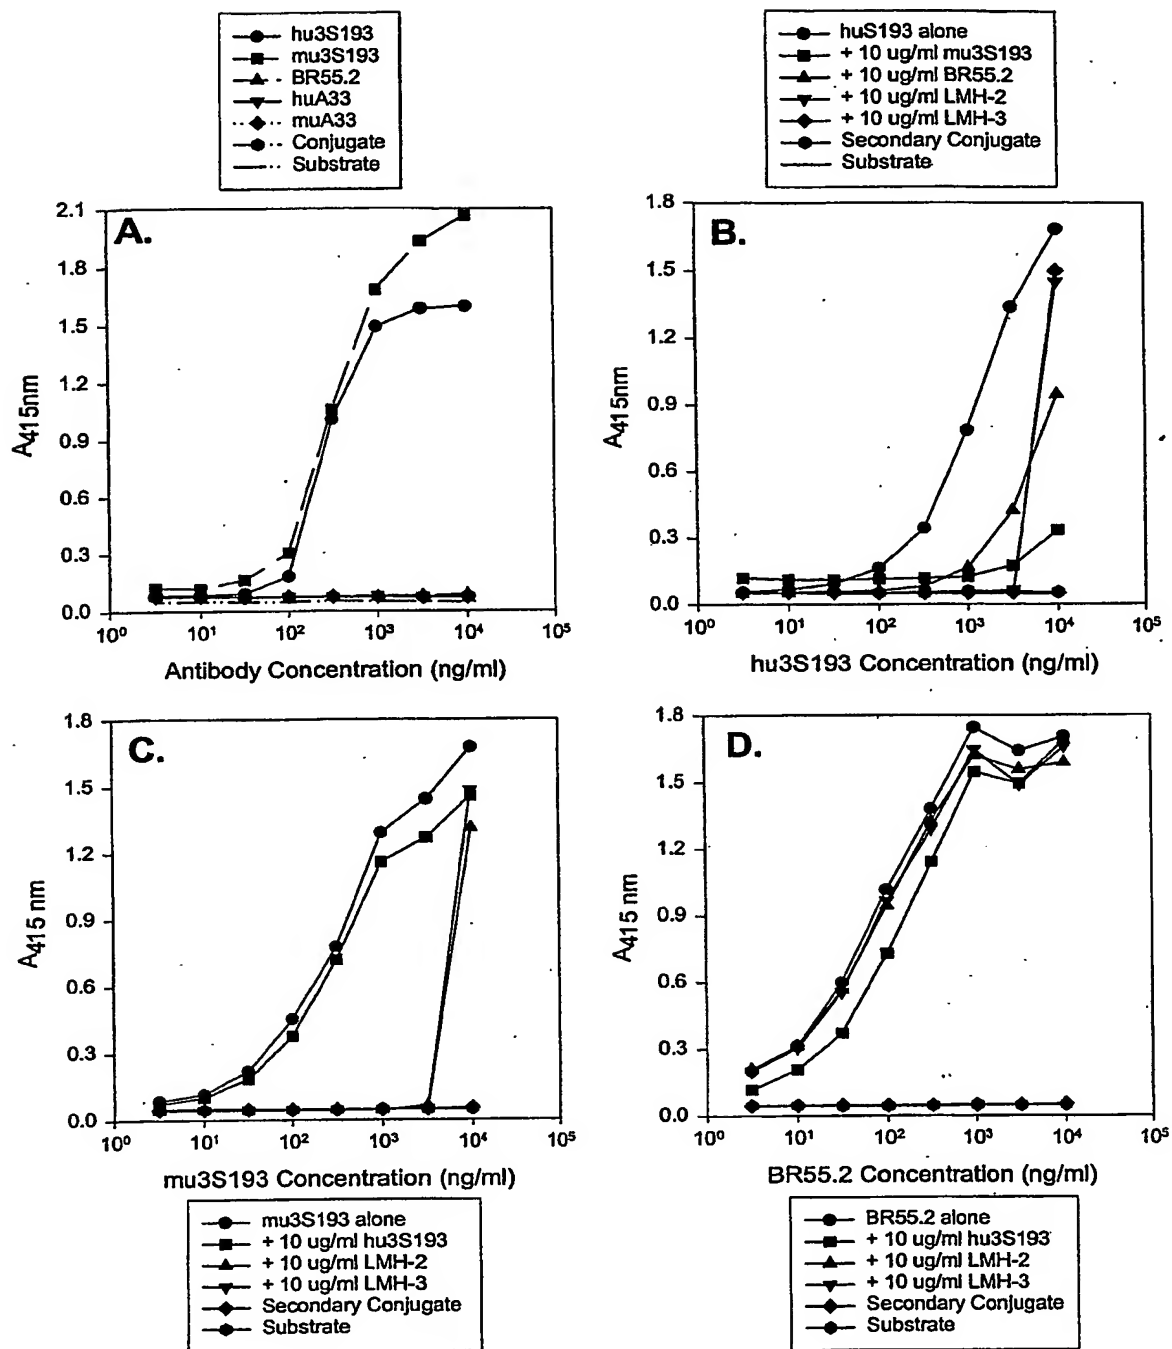 hu3S193
mu3S193
BR55.2
huA33
muA33
Conjugate
Substrate
huS193 alone
+ 10 ug/ml mu3S193
+ 10 ug/ml BR55.2
+ 10 ug/ml LMH-2
+ 10 ug/ml LMH-3
Secondary Conjugate
Substrate
A.
2.1
1.8
1.5
1.2
0.9
0.6
0.3
0.0
A415nm
10⁰ 10¹ 10² 10³ 10⁴ 10⁵
Antibody Concentration (ng/ml)
B.
1.8
1.5
1.2
0.9
0.6
0.3
0.0
A415nm
10⁰ 10¹ 10² 10³ 10⁴ 10⁵
hu3S193 Concentration (ng/ml)
C.
1.8
1.5
1.2
0.9
0.6
0.3
0.0
A415 nm
10⁰ 10¹ 10² 10³ 10⁴ 10⁵
mu3S193 Concentration (ng/ml)
D.
1.8
1.5
1.2
0.9
0.6
0.3
0.0
A415 nm
10⁰ 10¹ 10² 10³ 10⁴ 10⁵
BR55.2 Concentration (ng/ml)
mu3S193 alone
+ 10 ug/ml hu3S193
+ 10 ug/ml LMH-2
+ 10 ug/ml LMH-3
Secondary Conjugate
Substrate
BR55.2 alone
+ 10 ug/ml hu3S193
+ 10 ug/ml LMH-2
+ 10 ug/ml LMH-3
Secondary Conjugate
Substrate